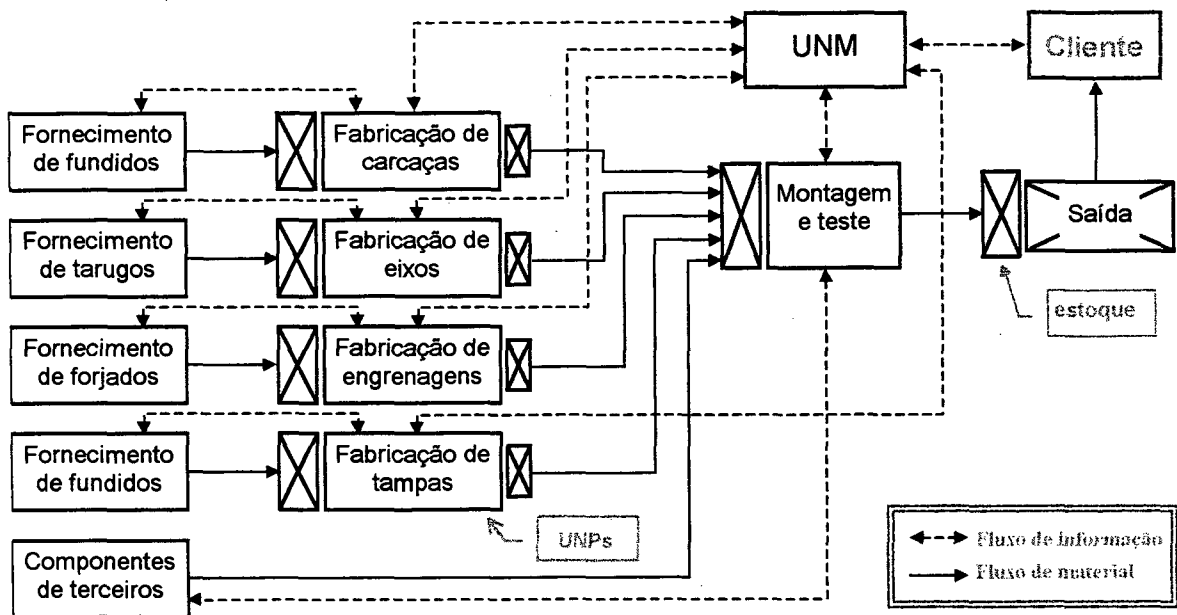 UNM
Cliente
Fornecimento
de fundidos
Fabricação de
carcaças
Montagem
e teste
Saída
Fornecimento
de tarugos
Fabricação de
eixos
estoque
Fornecimento
de forjados
Fabricação de
engrenagens
Fornecimento
de fundidos
Fabricação de
tampas
UNPs
Componentes
de terceiros
Fluxo de informação
Fluxo de material